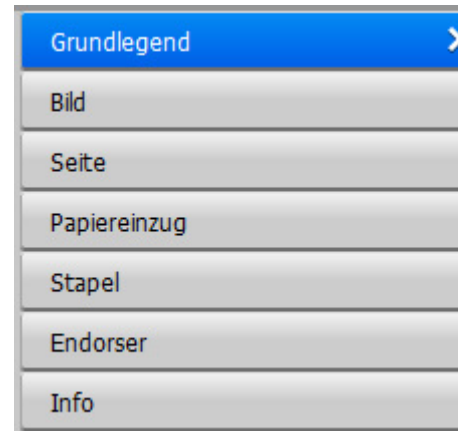 Grundlegend
Bild
Seite
Papiereinzug
Stapel
Endorser
Info